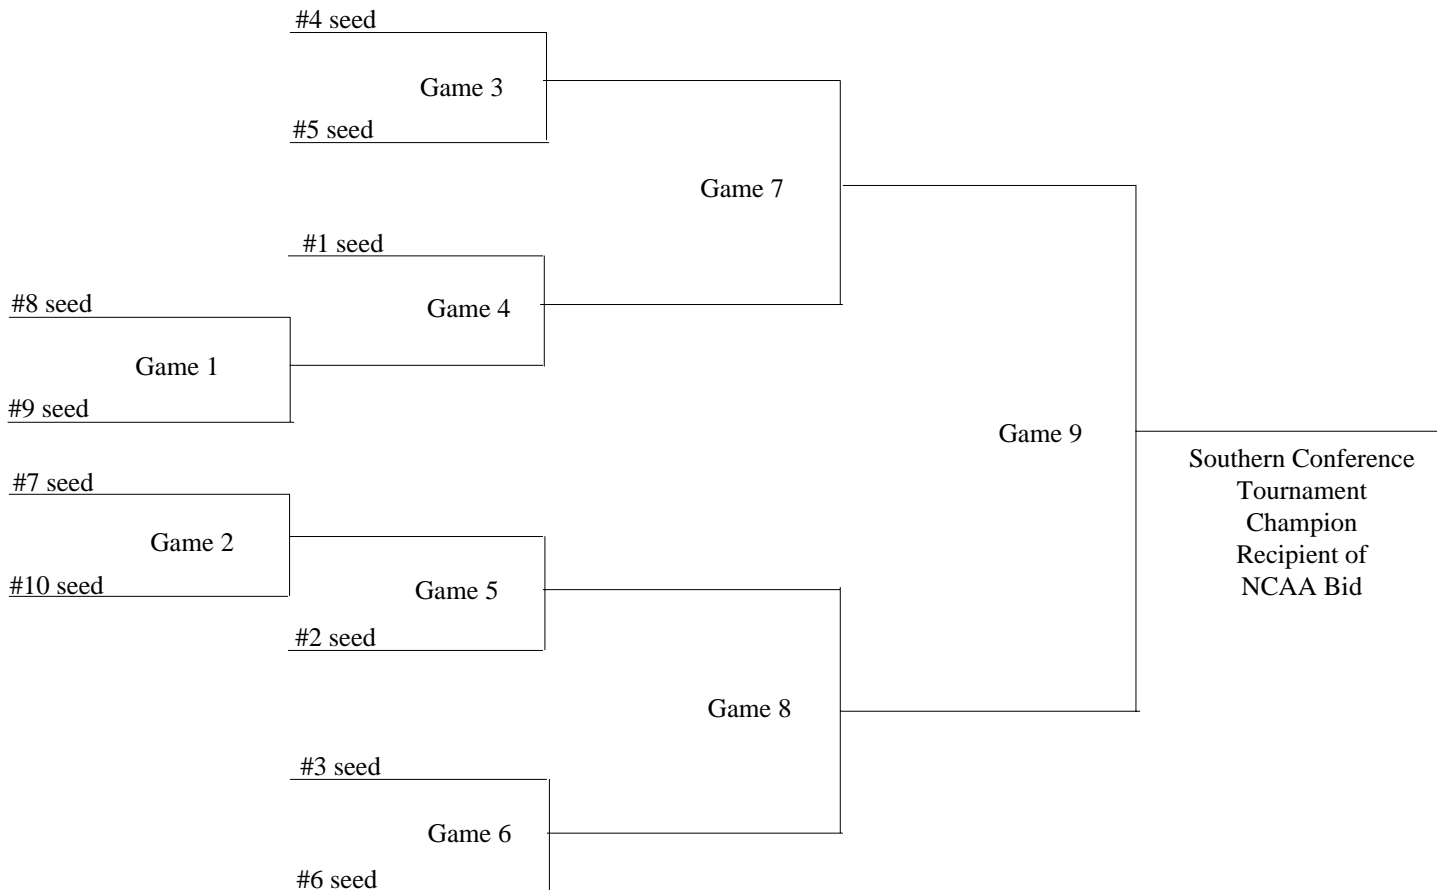 #4 seed
Game 3
#5 seed
Game 7
#1 seed
#8 seed
Game 4
Game 1
#9 seed
Game 9
Southern Conference
Tournament
Champion
Recipient of
NCAA Bid
#7 seed
Game 2
#10 seed
Game 5
#2 seed
Game 8
#3 seed
Game 6
#6 seed